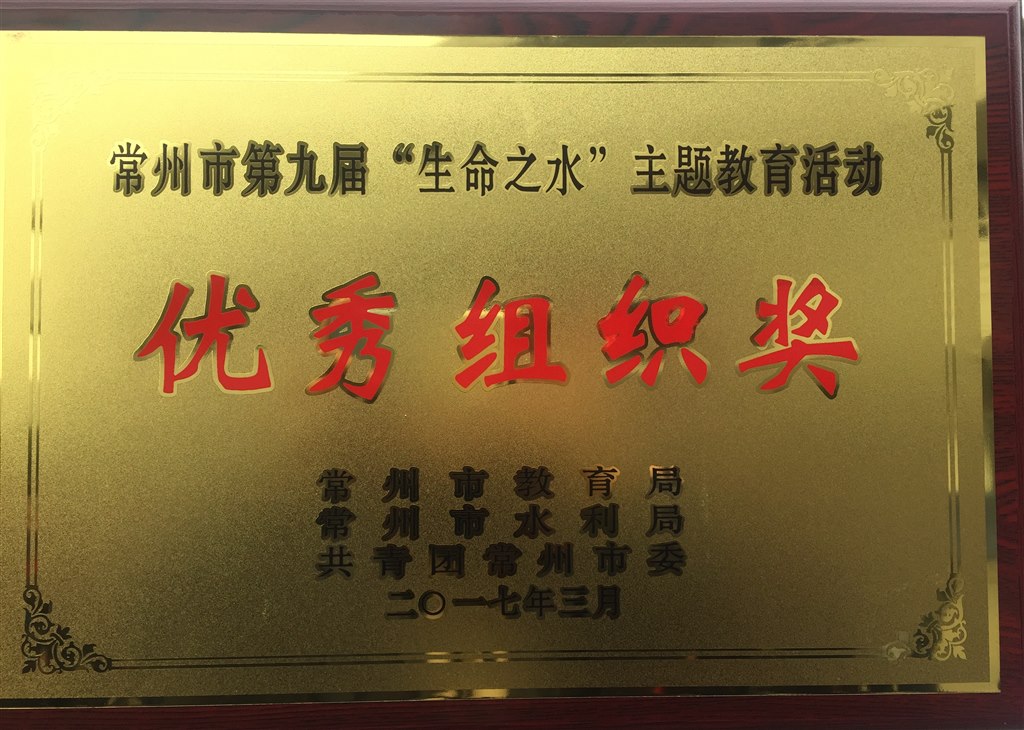 常州市第九届“生命之水”主题教育活动
优秀组织奖
常州市教育局
常州市水利局
共青团常州市委
二〇一七年三月